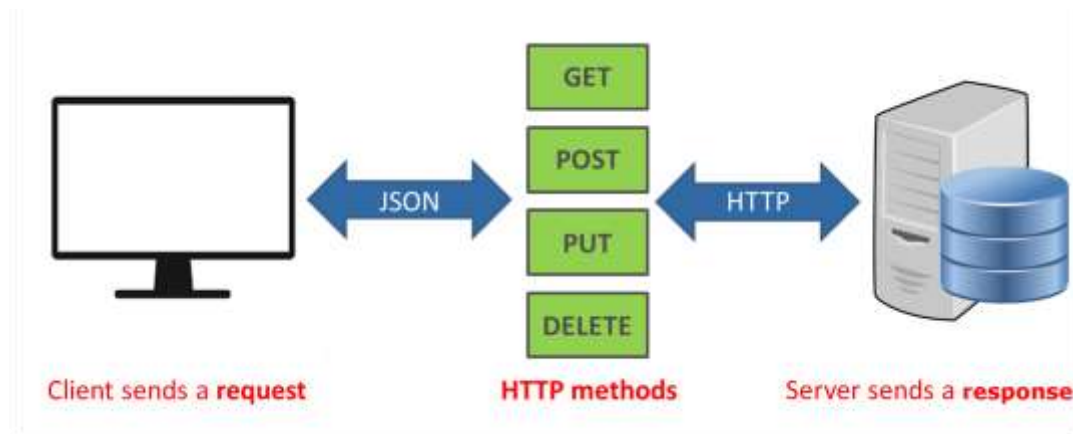 GET
POST
JSON
HTTP
PUT
DELETE
Client sends a request
HTTP methods
Server sends a response